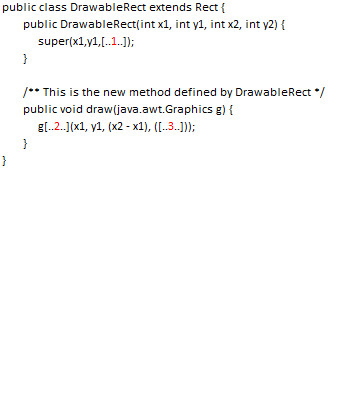 public class DrawableRect extends Rect {
public DrawableRect(int x1, int y1, int x2, int y2) {
super(x1,y1,[..1..]);
}
/** This is the new method defined by DrawableRect */
public void draw(java.awt.Graphics g) {
g[..2..](x1, y1, (x2 - x1), ([..3..]));
}
}